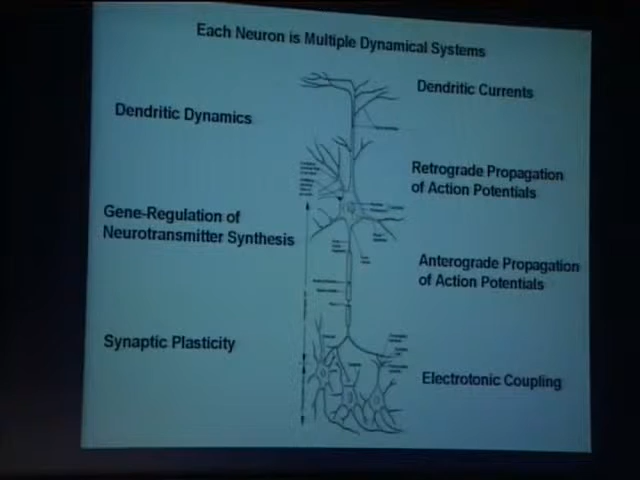 Each Neuron is Multiple Dynamical Systems
Dendritic Currents
Dendritic Dynamics
Retrograde Propagation
of Action Potentials
Gene-Regulation of
Neurotransmitter Synthesis
Anterograde Propagation
of Action Potentials
Synaptic Plasticity
Electrotonic Coupling